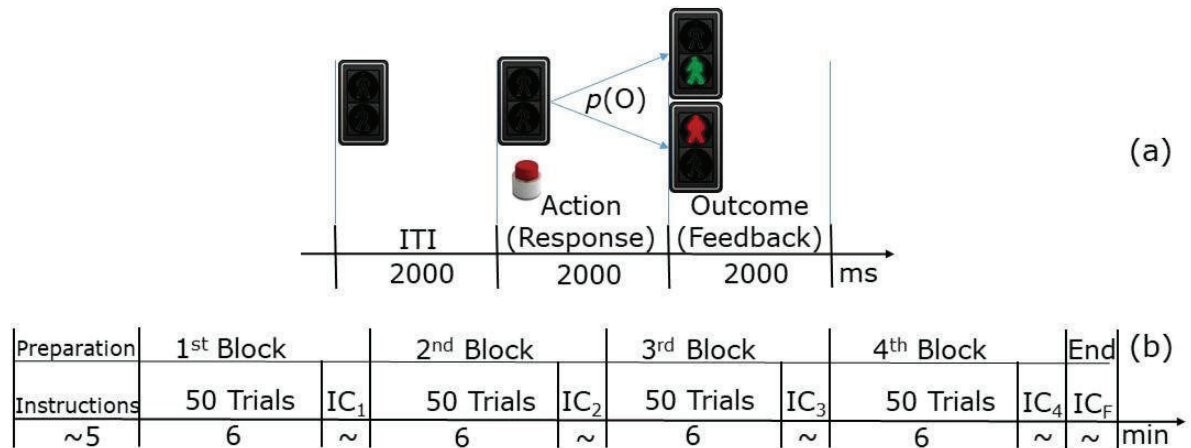 p(O)
(a)
Action Outcome
ITI (Response) (Feedback)
2000 2000 2000 ms
Preparation 1st Block 2nd Block 3rd Block 4th Block End (b)
Instructions 50 Trials IC1 50 Trials IC2 50 Trials IC3 50 Trials IC4 ICF
~5 6 ~ 6 ~ 6 ~ 6 ~ ~ min